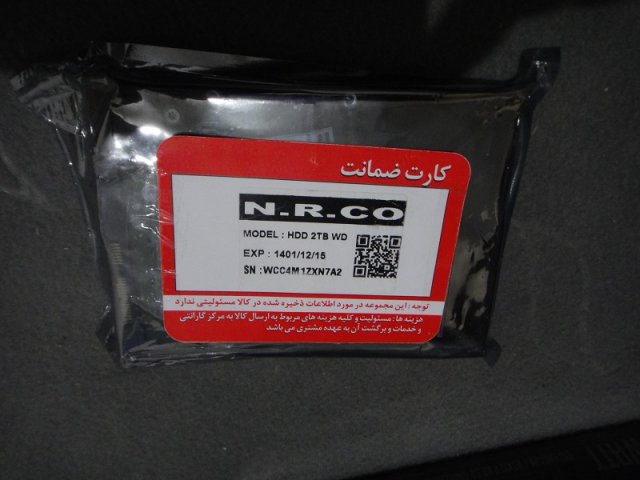 کارت ضمانت
N.R.CO
MODEL : HDD 2TB WD
EXP : 1401/12/15
SN :WCC4M1ZXN7A2
توجه : این مجموعه در مورد اطلاعات ذخیره شده در کالا مسئولیتی ندارد
هزینه ها : مسئولیت و کلیه هزینه های مربوط به ارسال کالا به مرکز گارانتی
و خدمات و برگشت آن به عهده مشتری می باشد